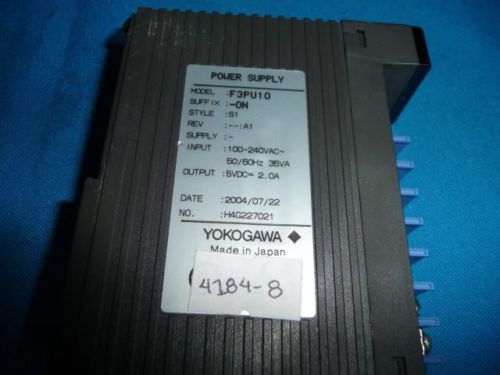 POWER SUPPLY
MODEL :F3PU10
SUFFIX :-0N
STYLE :S1
REV :--:A1
SUPPLY :-
INPUT :100-240VAC~
50/60Hz 35VA
OUTPUT :5VDC= 2.0A
DATE :2004/07/22
NO. :H4G227021
YOKOGAWA
Made in Japan
4184-8